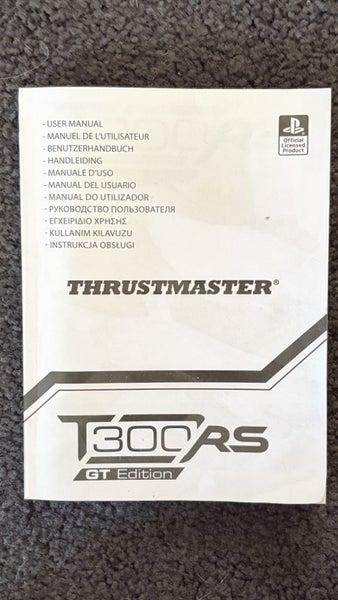 - USER MANUAL
- MANUEL DE L'UTILISATEUR
- BENUTZERHANDBUCH
- HANDLEIDING
- MANUALE D'USO
- MANUAL DEL USUARIO
- MANUAL DO UTILIZADOR
- РУКОВОДСТВО ПОЛЬЗОВАТЕЛЯ
- ΕΓΧΕΙΡΙΔΙΟ ΧΡΗΣΗΣ
- KULLANIM KILAVUZU
- INSTRUKCJA OBSŁUGI
Official
Licensed
Product
THRUSTMASTER®
T300RS
GT Edition